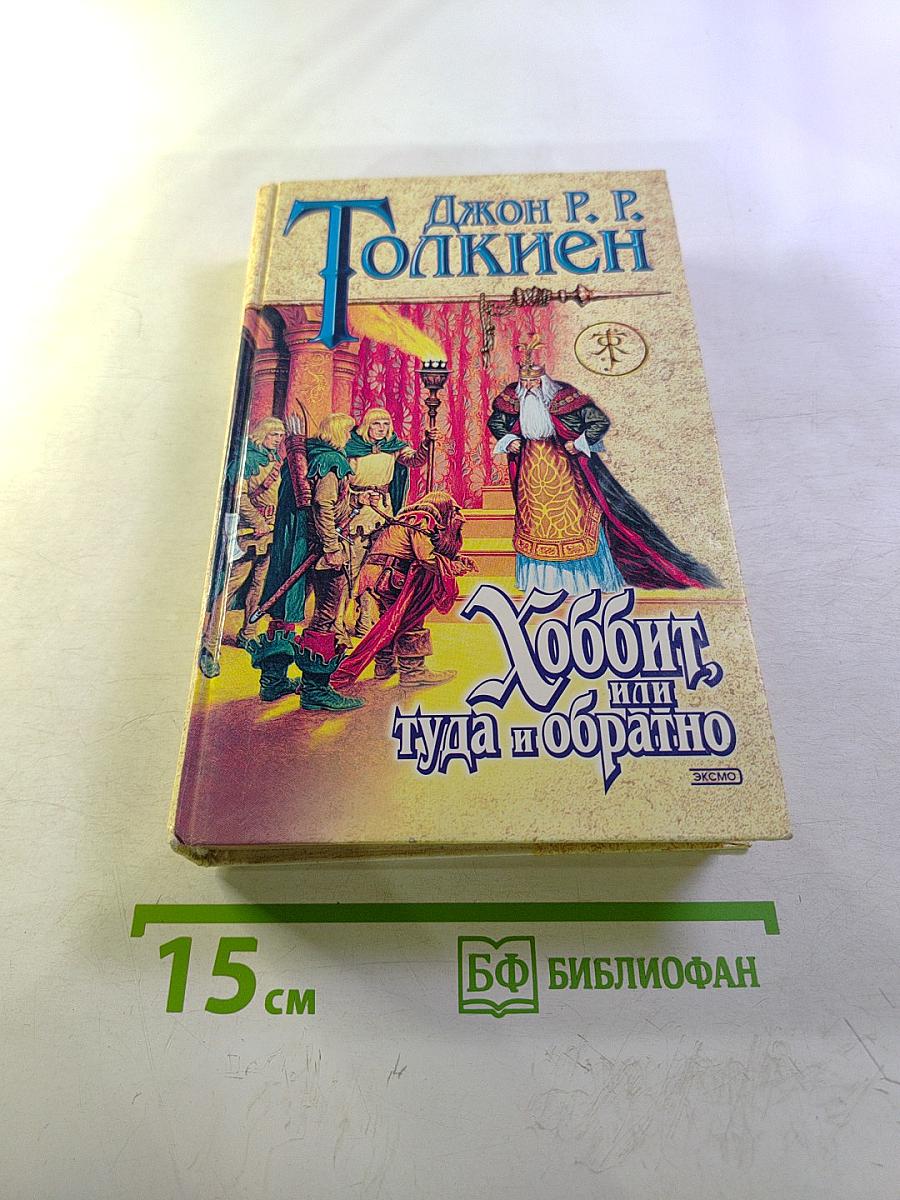 Джон Р. Р.
Толкиен
Хоббит,
или
туда и обратно
ЭКСМО
15 см
БФ БИБЛИОФАН